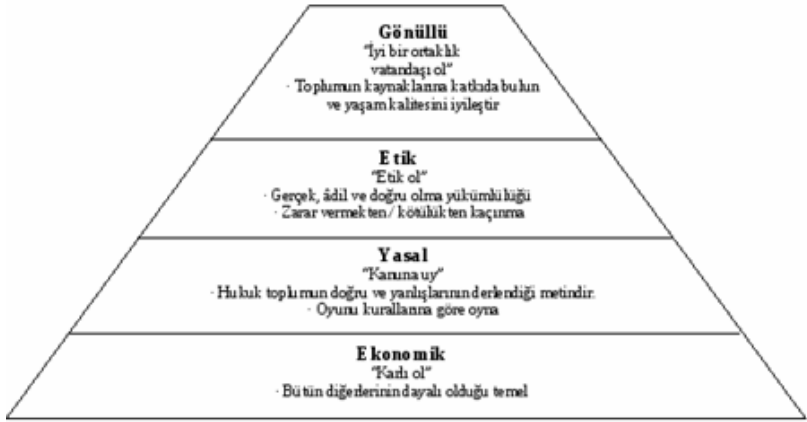 Gönüllü
“İyi bir ortaklık
vatandaşı ol”
· Toplumun kaynaklarına katkıda bulun
ve yaşam kalitesini iyileştir
Etik
“Etik ol”
· Gerçek, âdil ve doğru olma yükümlülüğü
· Zarar vermekten / kötülükten kaçınma
Yasal
“Kanuna uy”
· Hukuk toplumun doğru ve yanlışlarının derlendiği metindir.
· Oyunu kurallarına göre oyna
Ekonomik
“Karlı ol”
· Bütün diğerlerinin dayalı olduğu temel